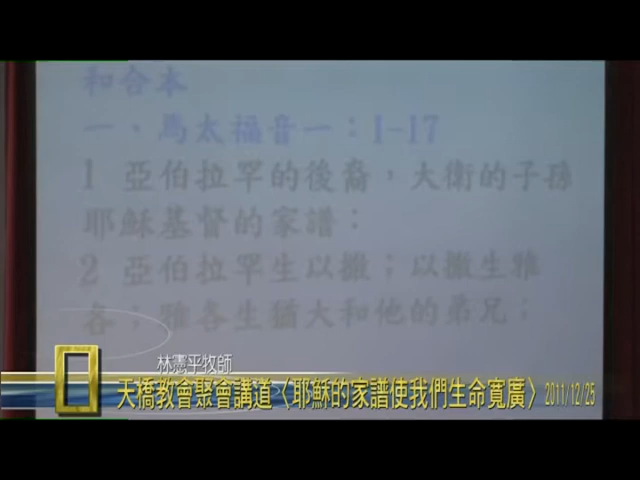 和合本
一、馬太福音一：1-17
1 亞伯拉罕的後裔，大衛的子孫
耶穌基督的家譜：
2 亞伯拉罕生以撒；以撒生雅
各；雅各生猶大和他的弟兄；
林憲平牧師
天橋教會聚會講道〈耶穌的家譜使我們生命寬廣〉2011/12/25